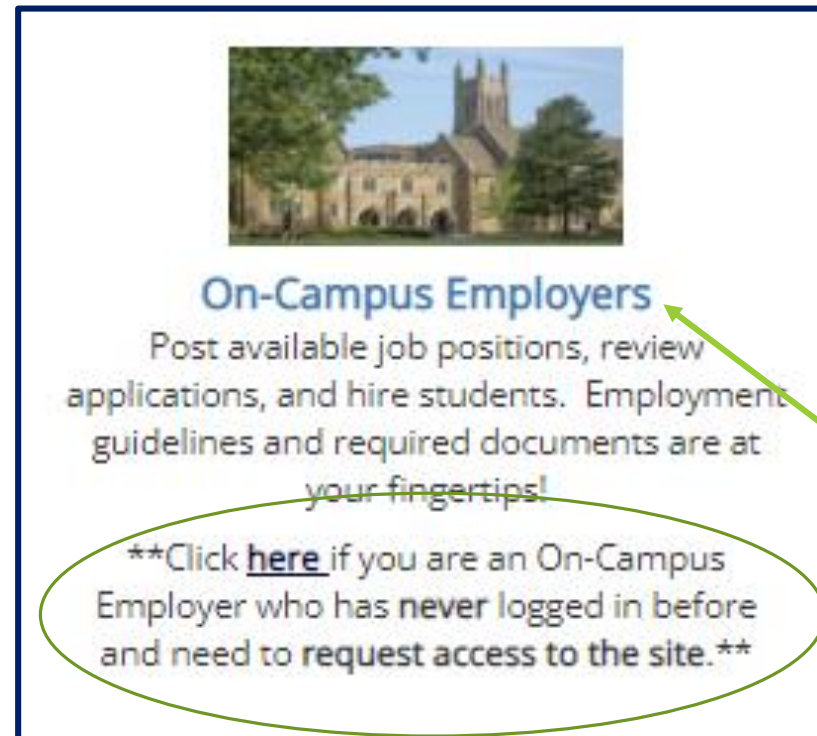 On-Campus Employers
Post available job positions, review
applications, and hire students.  Employment
guidelines and required documents are at
your fingertips!
**Click here if you are an On-Campus
Employer who has never logged in before
and need to request access to the site.**